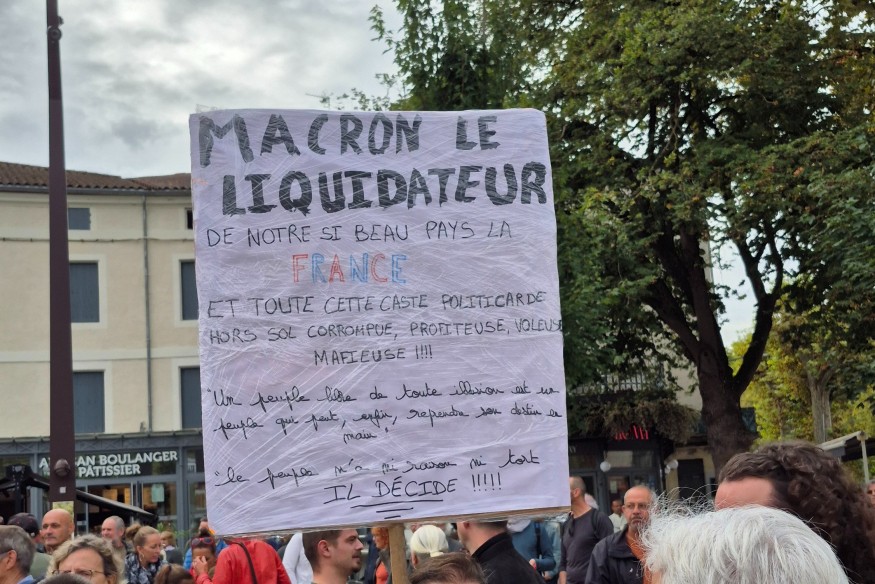 MACRON LE
LIQUIDATEUR
DE NOTRE SI BEAU PAYS LA
FRANCE
ET TOUTE CETTE CASTE POLITICARDE
HORS SOL CORROMPUE, PROFITEUSE, VOLEUSE
MAFIEUSE !!!!
"Un peuple libre de toute illusion est un
peuple qui peut, enfin, reprendre son destin en
main"
"le peuple n'a ni raison ni tort
IL DÉCIDE !!!!!
ARTISAN BOULANGER
PÂTISSIER